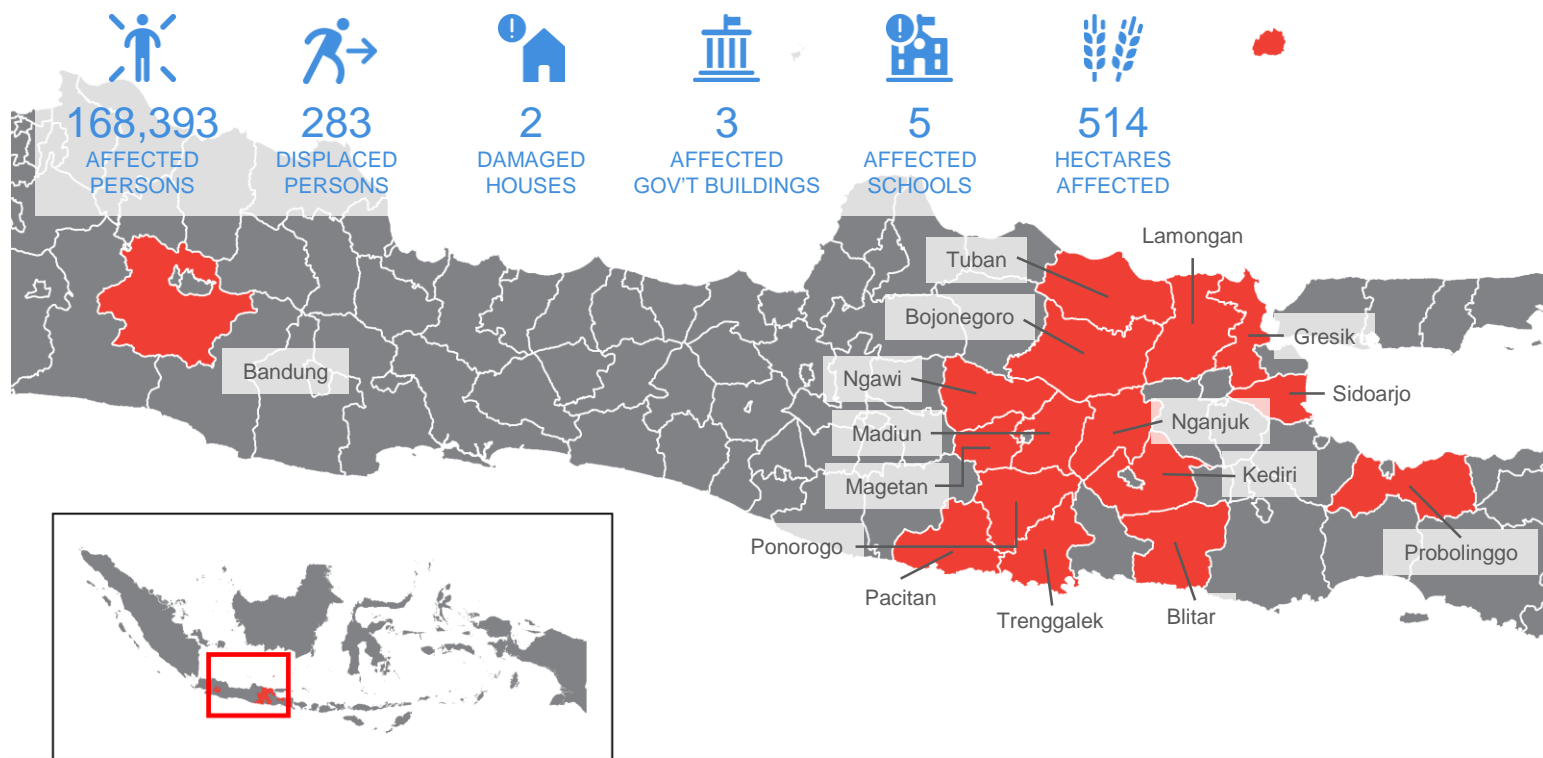 168,393
AFFECTED
PERSONS
283
DISPLACED
PERSONS
2
DAMAGED
HOUSES
3
AFFECTED
GOV'T BUILDINGS
5
AFFECTED
SCHOOLS
514
HECTARES
AFFECTED
Lamongan
Tuban
Bojonegoro
Gresik
Bandung
Ngawi
Sidoarjo
Madiun
Nganjuk
Magetan
Kediri
Ponorogo
Probolinggo
Pacitan
Trenggalek
Blitar